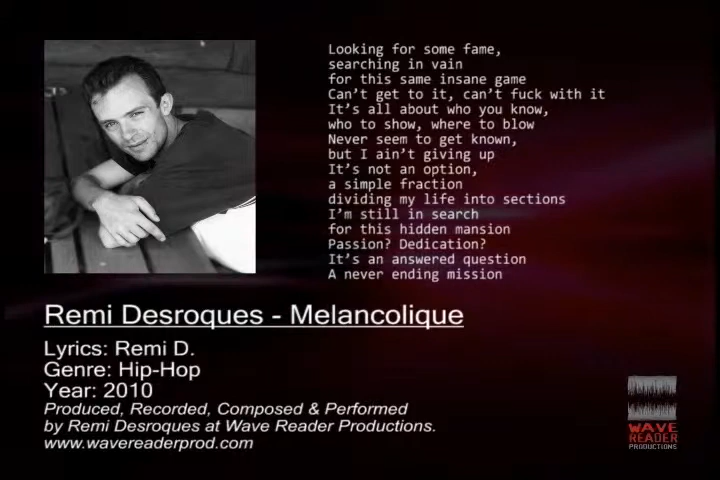 Looking for some fame,
searching in vain
for this same insane game
Can't get to it, can't fuck with it
It's all about who you know,
who to show, where to blow
Never seem to get known,
but I ain't giving up
It's not an option,
a simple fraction
dividing my life into sections
I'm still in search
for this hidden mansion
Passion? Dedication?
It's an answered question
A never ending mission
Remi Desroques - Melancolique
Lyrics: Remi D.
Genre: Hip-Hop
Year: 2010
Produced, Recorded, Composed & Performed
by Remi Desroques at Wave Reader Productions.
www.wavereaderprod.com
WAVE
READER
PRODUCTIONS